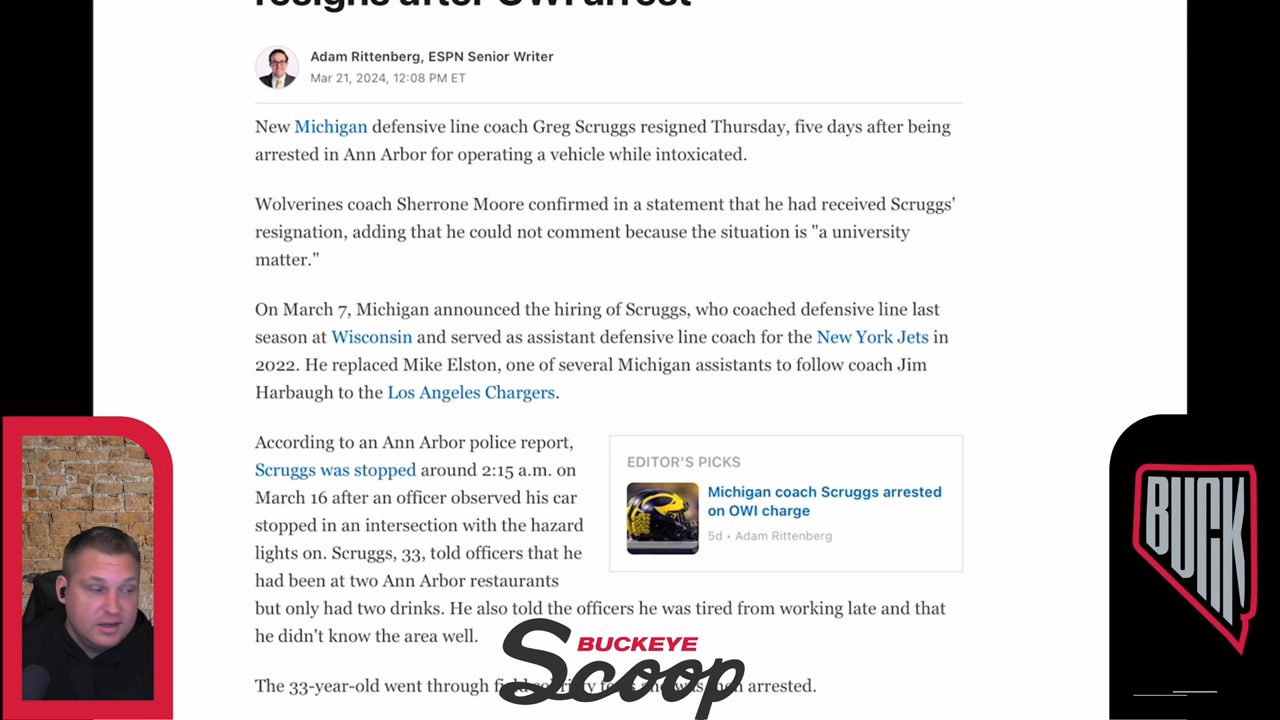 resigns after OWI arrest
Adam Rittenberg, ESPN Senior Writer
Mar 21, 2024, 12:08 PM ET
New Michigan defensive line coach Greg Scruggs resigned Thursday, five days after being
arrested in Ann Arbor for operating a vehicle while intoxicated.
Wolverines coach Sherrone Moore confirmed in a statement that he had received Scruggs'
resignation, adding that he could not comment because the situation is "a university
matter."
On March 7, Michigan announced the hiring of Scruggs, who coached defensive line last
season at Wisconsin and served as assistant defensive line coach for the New York Jets in
2022. He replaced Mike Elston, one of several Michigan assistants to follow coach Jim
Harbaugh to the Los Angeles Chargers.
According to an Ann Arbor police report,
Scruggs was stopped around 2:15 a.m. on
March 16 after an officer observed his car
stopped in an intersection with the hazard
lights on. Scruggs, 33, told officers that he
had been at two Ann Arbor restaurants
but only had two drinks. He also told the officers he was tired from working late and that
he didn't know the area well.
The 33-year-old went through arrested.
EDITOR'S PICKS
Michigan coach Scruggs arrested
on OWI charge
5d • Adam Rittenberg
BUCKEYE
Scoop
BUCK